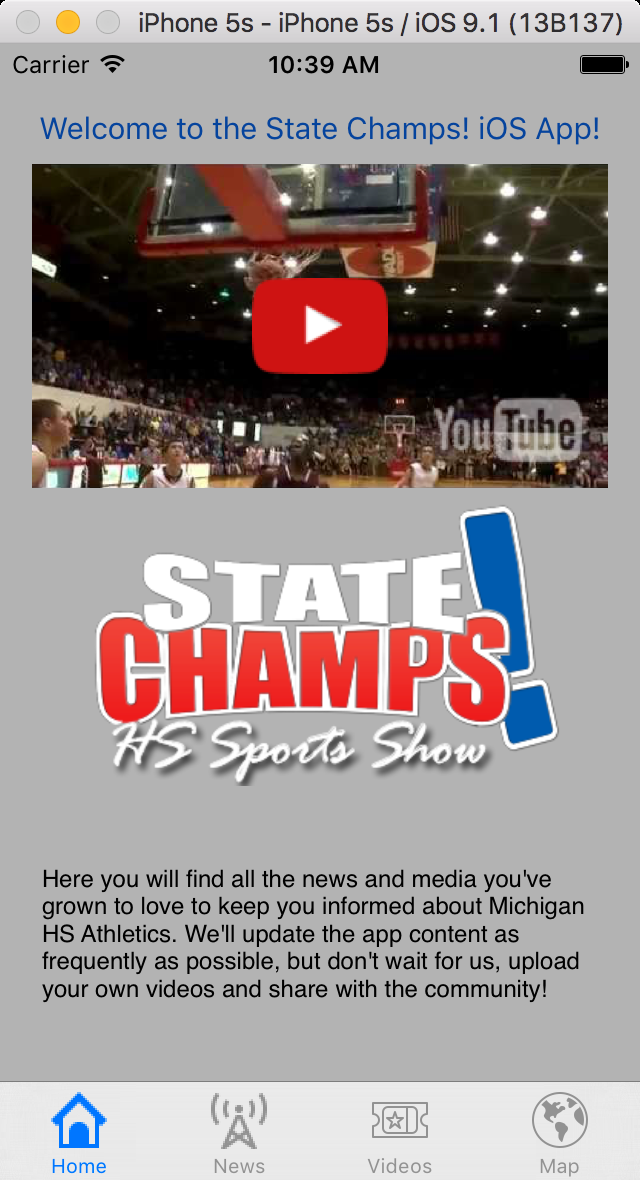 iPhone 5s - iPhone 5s / iOS 9.1 (13B137)
Carrier 10:39 AM
Welcome to the State Champs! iOS App!
YouTube
STATE
CHAMPS!
HS Sports Show
Here you will find all the news and media you've
grown to love to keep you informed about Michigan
HS Athletics. We'll update the app content as
frequently as possible, but don't wait for us, upload
your own videos and share with the community!
Home News Videos Map